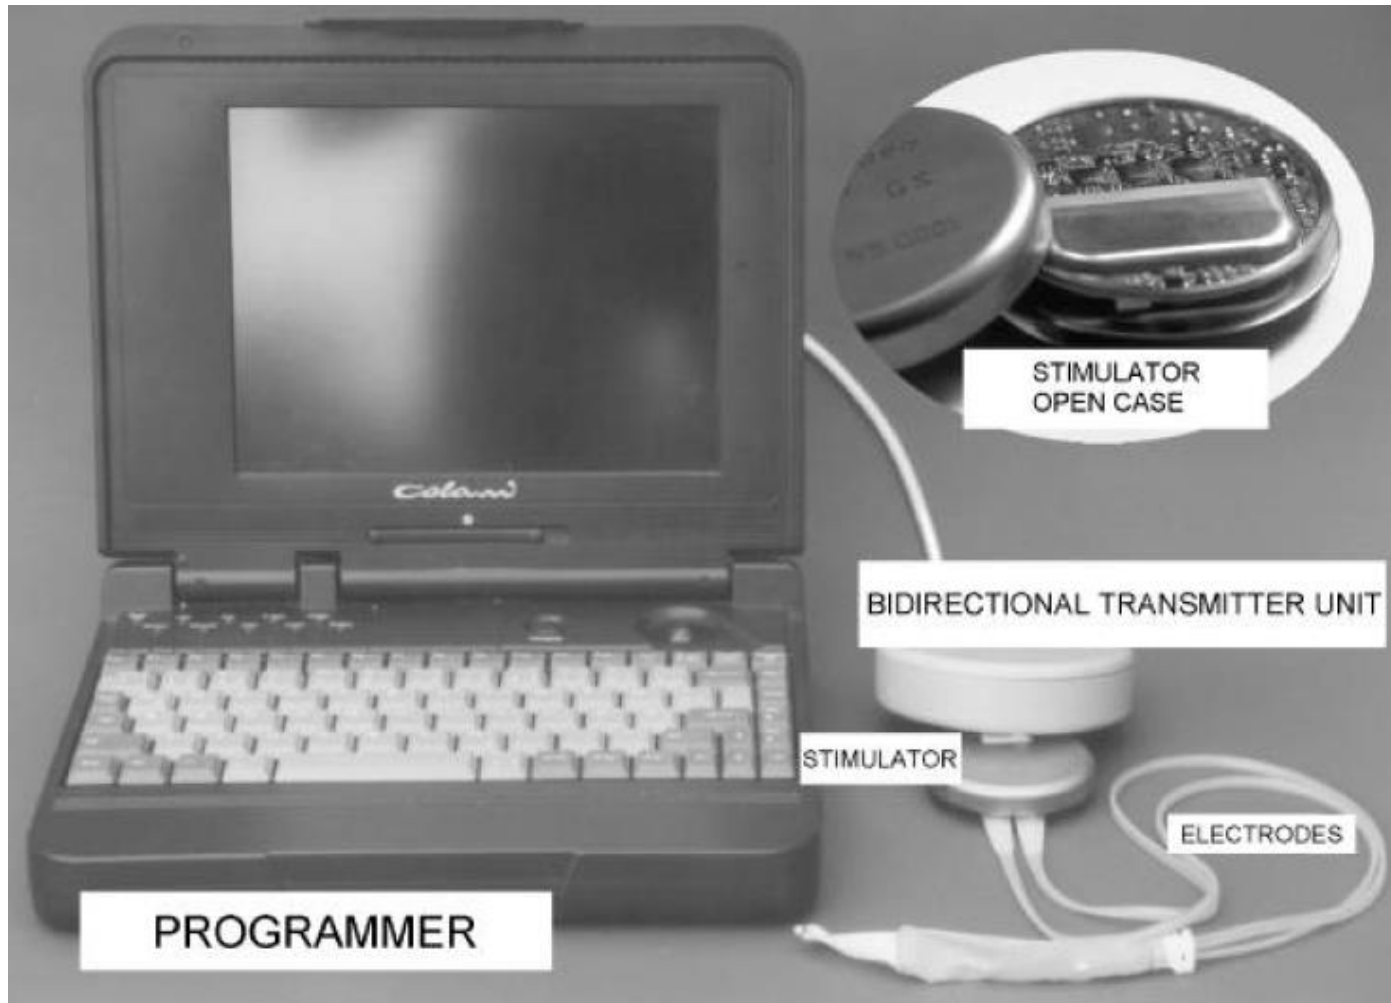 STIMULATOR
OPEN CASE
Colani
BIDIRECTIONAL TRANSMITTER UNIT
STIMULATOR
ELECTRODES
PROGRAMMER